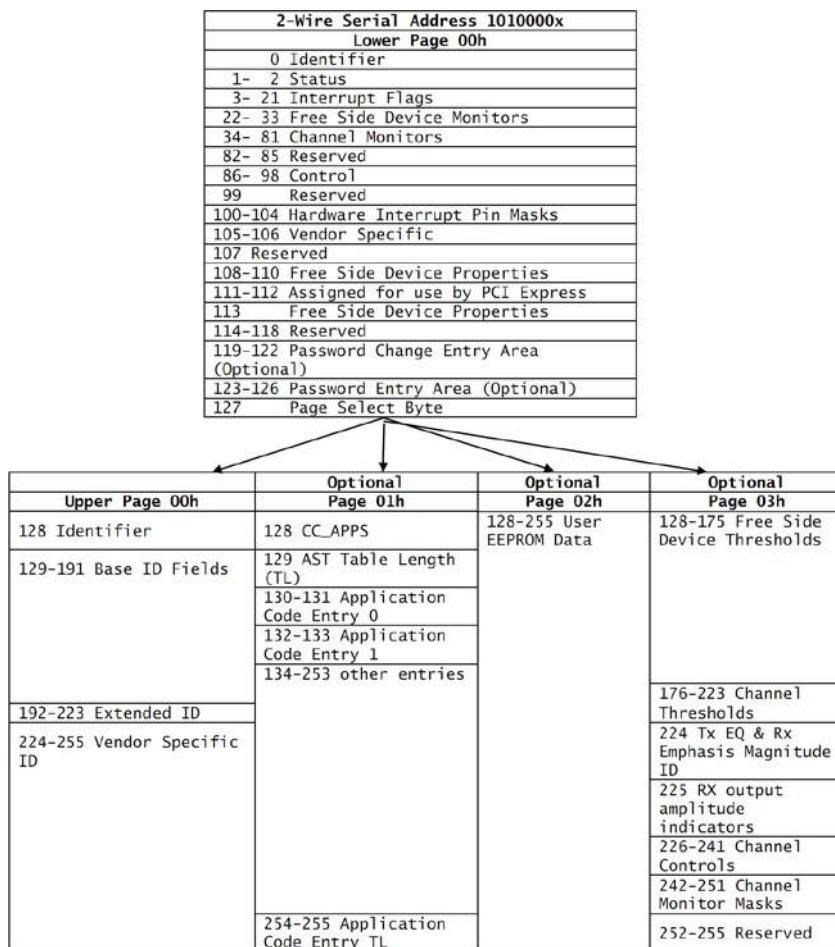 2-Wire Serial Address 1010000x
Lower Page 00h
0 Identifier
1- 2 Status
3- 21 Interrupt Flags
22- 33 Free Side Device Monitors
34- 81 Channel Monitors
82- 85 Reserved
86- 98 Control
99 Reserved
100-104 Hardware Interrupt Pin Masks
105-106 Vendor Specific
107 Reserved
108-110 Free Side Device Properties
111-112 Assigned for use by PCI Express
113 Free Side Device Properties
114-118 Reserved
119-122 Password Change Entry Area
(Optional)
123-126 Password Entry Area (Optional)
127 Page Select Byte
Upper Page 00h
128 Identifier
129-191 Base ID Fields
192-223 Extended ID
224-255 Vendor Specific
ID
Optional
Page 01h
128 CC_APPS
129 AST Table Length
(TL)
130-131 Application
Code Entry 0
132-133 Application
Code Entry 1
134-253 other entries
254-255 Application
Code Entry TL
Optional
Page 02h
128-255 User
EEPROM Data
Optional
Page 03h
128-175 Free Side
Device Thresholds
176-223 Channel
Thresholds
224 Tx EQ & Rx
Emphasis Magnitude
ID
225 RX output
amplitude
indicators
226-241 Channel
Controls
242-251 Channel
Monitor Masks
252-255 Reserved